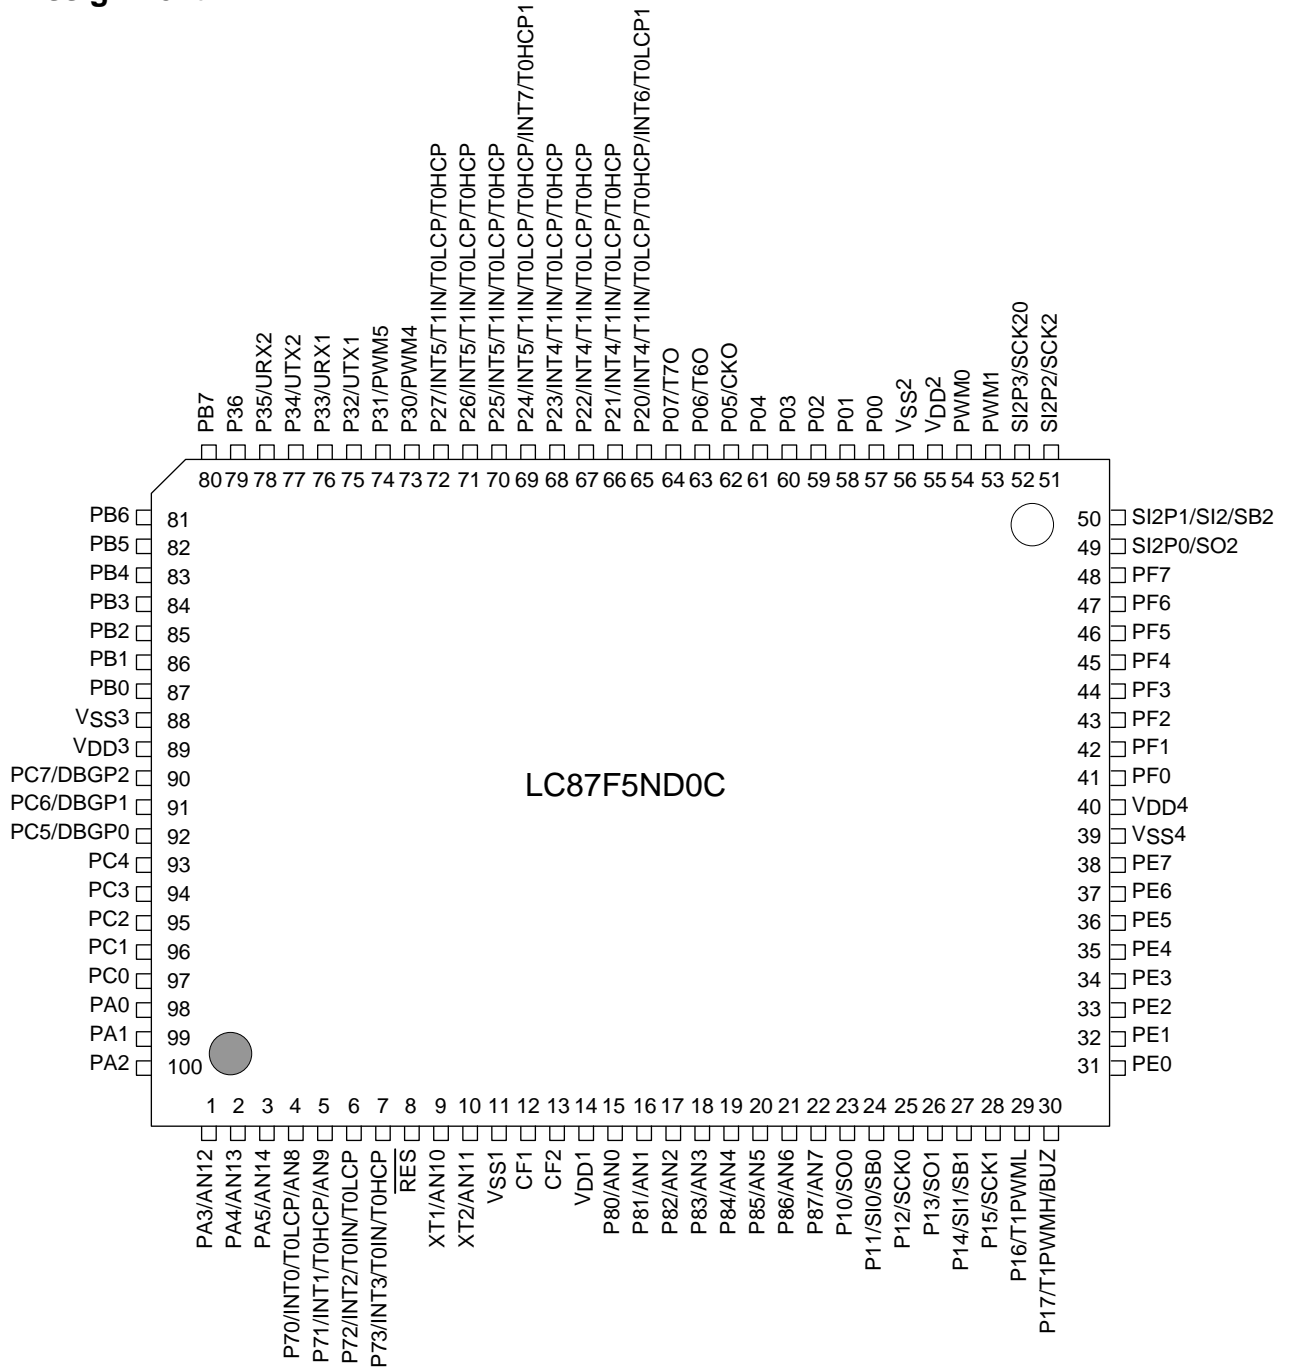 P27/INT5/T1IN/T0LCP/T0HCP
P26/INT5/T1IN/T0LCP/T0HCP
P25/INT5/T1IN/T0LCP/T0HCP
P24/INT5/T1IN/T0LCP/T0HCP/INT7/T0HCP1
P23/INT4/T1IN/T0LCP/T0HCP
P22/INT4/T1IN/T0LCP/T0HCP
P21/INT4/T1IN/T0LCP/T0HCP
P20/INT4/T1IN/T0LCP/T0HCP/INT6/T0LCP1
PB7
P36
P35/URX2
P34/UTX2
P33/URX1
P32/UTX1
P31/PWM5
P30/PWM4
P07/T7O
P06/T6O
P05/CKO
P04
P03
P02
P01
P00
VSS2
VDD2
PWM0
PWM1
SI2P3/SCK20
SI2P2/SCK2
80 79 78 77 76 75 74 73 72 71 70 69 68 67 66 65 64 63 62 61 60 59 58 57 56 55 54 53 52 51
PB6 81
PB5 82
PB4 83
PB3 84
PB2 85
PB1 86
PB0 87
VSS3 88
VDD3 89
PC7/DBGP2 90
PC6/DBGP1 91
PC5/DBGP0 92
PC4 93
PC3 94
PC2 95
PC1 96
PC0 97
PA0 98
PA1 99
PA2 100
LC87F5ND0C
50 SI2P1/SI2/SB2
49 SI2P0/SO2
48 PF7
47 PF6
46 PF5
45 PF4
44 PF3
43 PF2
42 PF1
41 PF0
40 VDD4
39 VSS4
38 PE7
37 PE6
36 PE5
35 PE4
34 PE3
33 PE2
32 PE1
31 PE0
1 2 3 4 5 6 7 8 9 10 11 12 13 14 15 16 17 18 19 20 21 22 23 24 25 26 27 28 29 30
PA3/AN12
PA4/AN13
PA5/AN14
P70/INT0/T0LCP/AN8
P71/INT1/T0HCP/AN9
P72/INT2/T0IN/T0LCP
P73/INT3/T0IN/T0HCP
RES
XT1/AN10
XT2/AN11
VSS1
CF1
CF2
VDD1
P80/AN0
P81/AN1
P82/AN2
P83/AN3
P84/AN4
P85/AN5
P86/AN6
P87/AN7
P10/SO0
P11/SI0/SB0
P12/SCK0
P13/SO1
P14/SI1/SB1
P15/SCK1
P16/T1PWML
P17/T1PWMH/BUZ